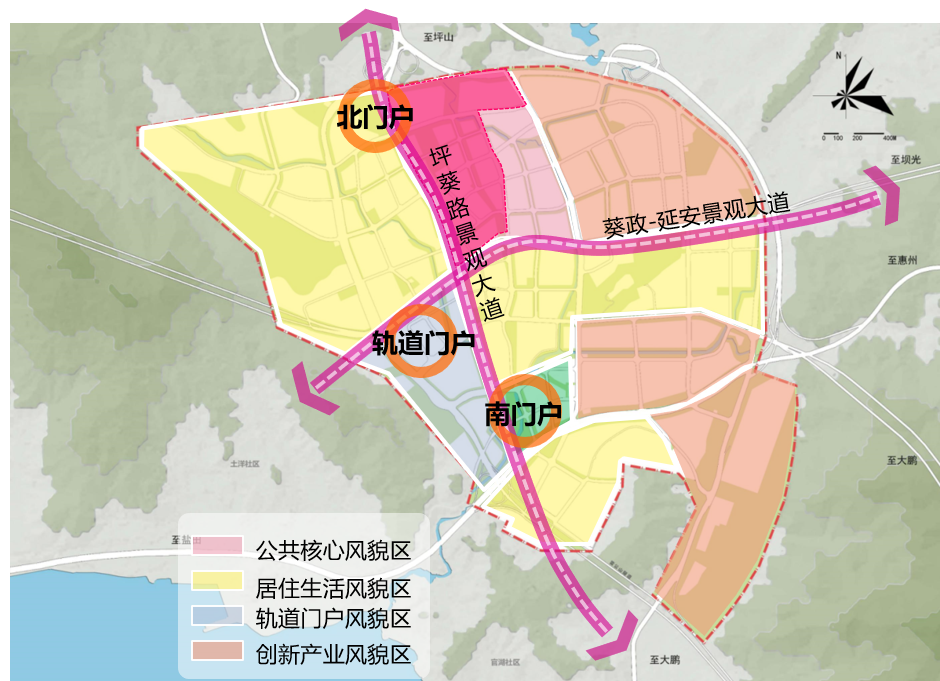 至坪山
N
0 100 200 400M
北门户
坪葵路景观大道
至坝光
葵政-延安景观大道
至惠州
轨道门户
南门户
至大鹏
土洋社区
至盐田
公共核心风貌区
居住生活风貌区
轨道门户风貌区
创新产业风貌区
官湖社区
至大鹏